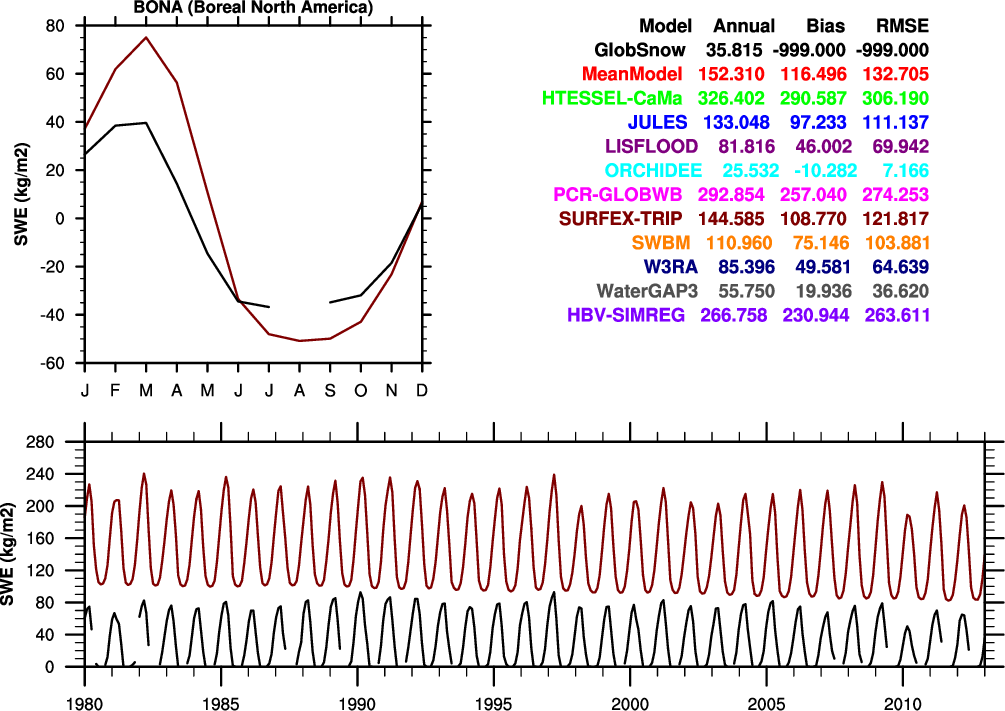 BONA (Boreal North America)
80
60
40
20
0
-20
-40
-60
SWE (kg/m2)
J F M A M J J A S O N D
Model Annual Bias RMSE
GlobSnow 35.815 -999.000 -999.000
MeanModel 152.310 116.496 132.705
HTESSEL-CaMa 326.402 290.587 306.190
JULES 133.048 97.233 111.137
LISFLOOD 81.816 46.002 69.942
ORCHIDEE 25.532 -10.282 7.166
PCR-GLOBWB 292.854 257.040 274.253
SURFEX-TRIP 144.585 108.770 121.817
SWBM 110.960 75.146 103.881
W3RA 85.396 49.581 64.639
WaterGAP3 55.750 19.936 36.620
HBV-SIMREG 266.758 230.944 263.611
280
240
200
160
120
80
40
0
SWE (kg/m2)
1980 1985 1990 1995 2000 2005 2010